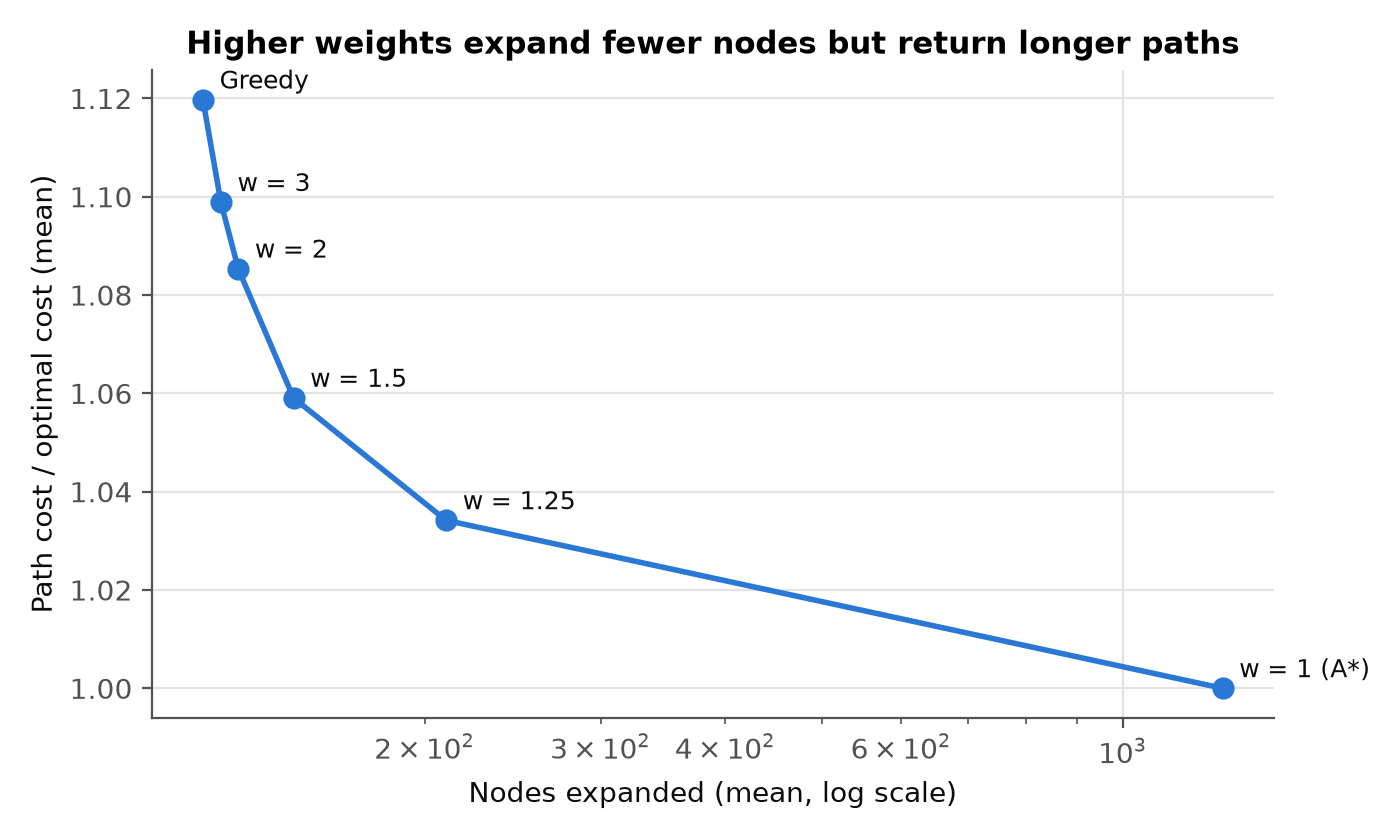 Higher weights expand fewer nodes but return longer paths
Greedy
1.12
w = 3
1.10
w = 2
1.08
w = 1.5
1.06
w = 1.25
1.04
1.02
w = 1 (A*)
1.00
Path cost / optimal cost (mean)
2 × 10² 3 × 10² 4 × 10² 6 × 10² 10³
Nodes expanded (mean, log scale)